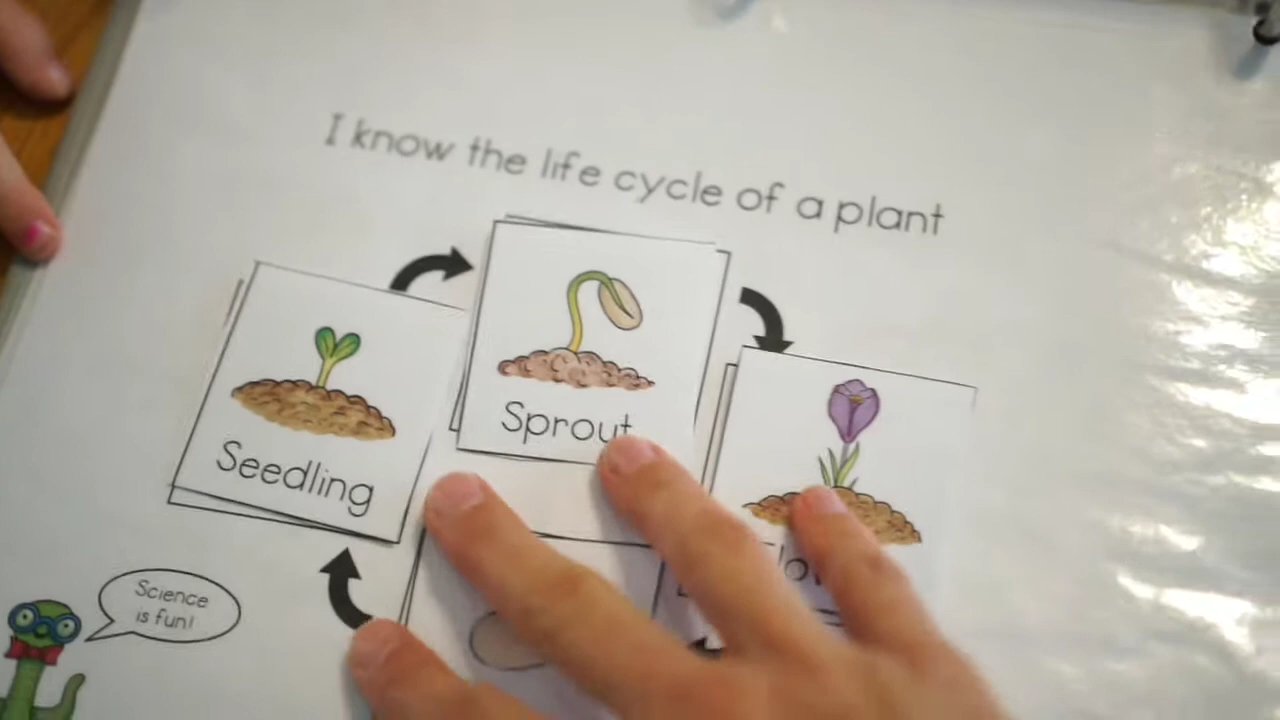 I know the life cycle of a plant
Sprout
Seedling
Science
is fun!